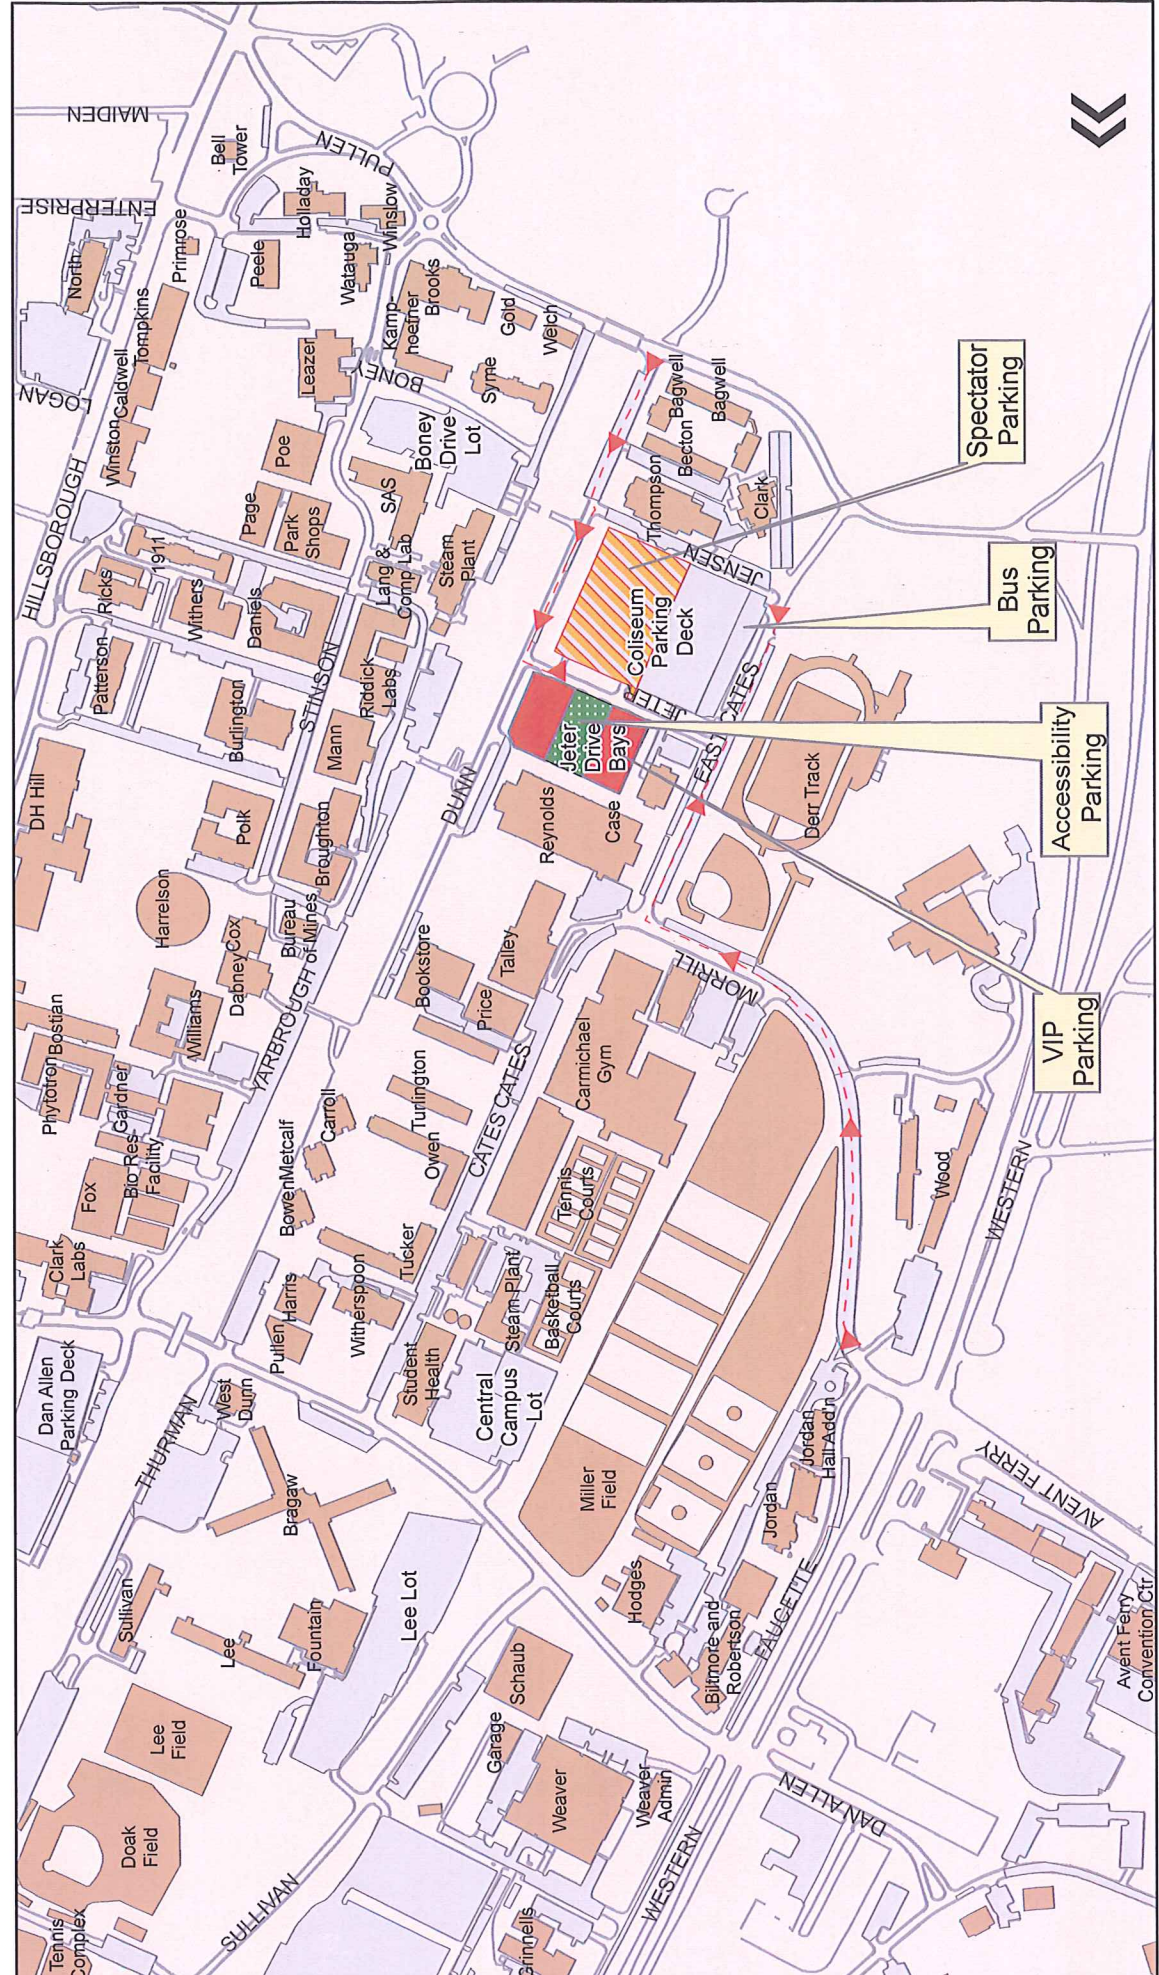 MAIDEN
ENTERPRISE
LOGAN
HILLSBOROUGH
PULLEN
Bell
Tower
Holladay
Winslow
North
Primrose
Peele
Watauga
Tompkins
Caldwell
Winston
Leazer
BONEY
Kamp-
hoefner
Brooks
Gold
Welch
Syme
Boney
Drive
Lot
Poe
Page
Park
Shops
SAS
Lang &
Comp Lab
Steam
Plant
1911
Ricks
Withers
Daniels
Riddick
Labs
Patterson
Burlington
STINSON
Mann
DH Hill
Polk
Broughton
Harrelson
Bureau
of Mines
Cox
Dabney
Williams
YARBROUGH
DUNN
Bagwell
Bagwell
Becton
Thompson
Clark
JENSEN
Coliseum
Parking
Deck
JETER
Jeter
Drive
Bays
EAST CATES
Reynolds
Case
Derr Track
Spectator
Parking
Bus
Parking
Accessibility
Parking
VIP
Parking
Bookstore
Talley
Price
MORRILL
Carmichael
Gym
CATES
CATES
Turlington
Owen
Carroll
Metcalf
Bowen
Tucker
Witherspoon
Harris
Pullen
Bostian
Phytotron
Gardner
Bio Res
Facility
Fox
Clark
Labs
Tennis
Courts
Basketball
Courts
Steam Plant
Student
Health
Central
Campus
Lot
Wood
WESTERN
Dan Allen
Parking Deck
THURMAN
West
Dunn
Bragaw
Miller
Field
Jordan
Hall Add'n
Jordan
AVENT FERRY
Sullivan
Lee
Fountain
Lee Lot
Hodges
Biltmore and
Robertson
FAUCETTE
Avent Ferry
Convention Ctr
Lee
Field
Schaub
Garage
Weaver
Weaver
Admin
DAN ALLEN
Doak
Field
SULLIVAN
WESTERN
Tennis
Complex
Grinnells